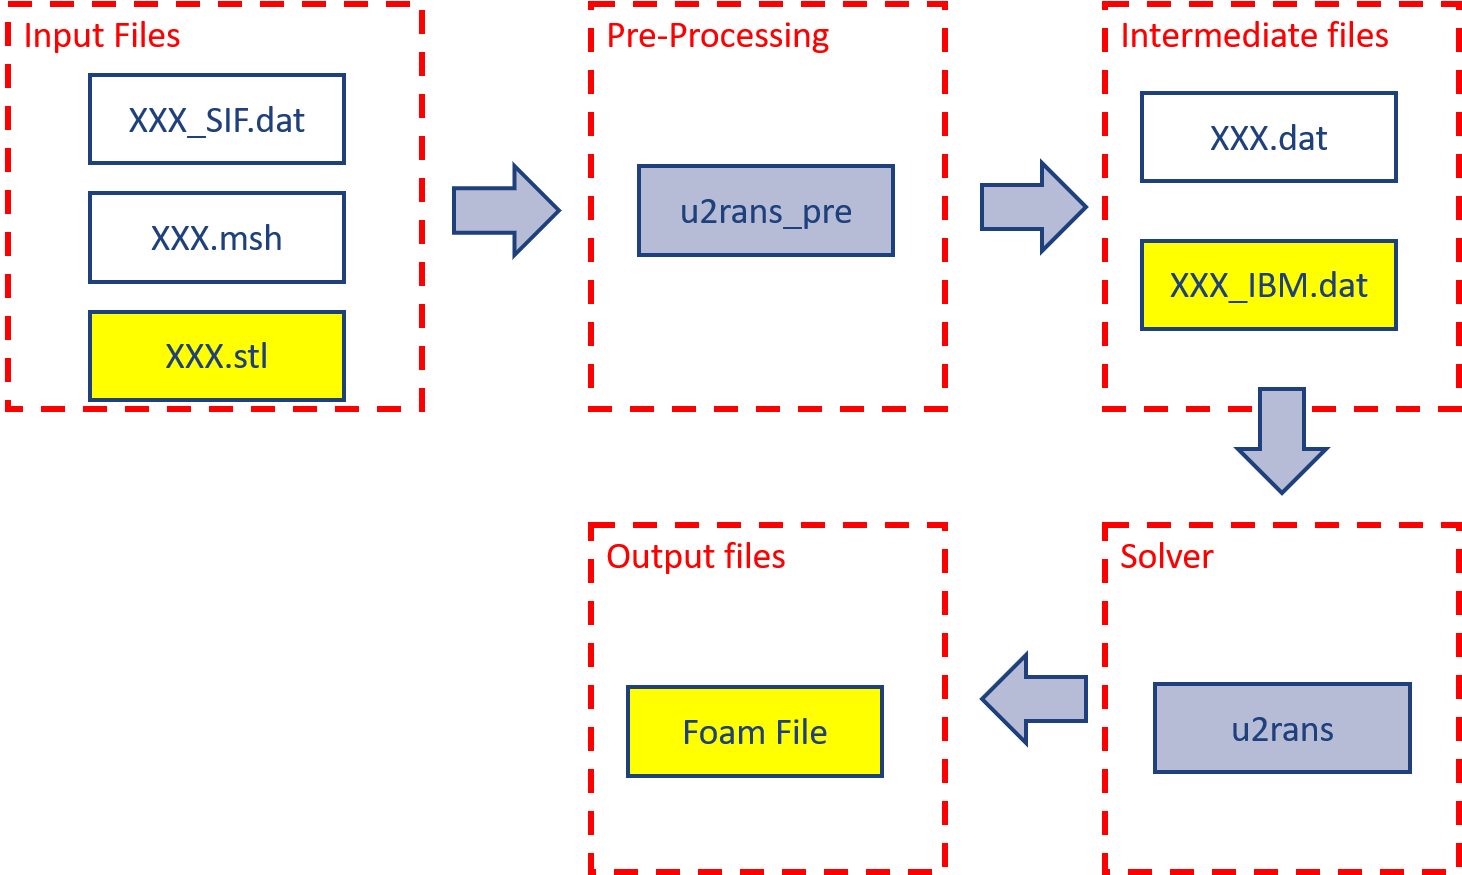 Input Files
XXX_SIF.dat
XXX.msh
XXX.stl
Pre-Processing
u2rans_pre
Intermediate files
XXX.dat
XXX_IBM.dat
Solver
u2rans
Output files
Foam File